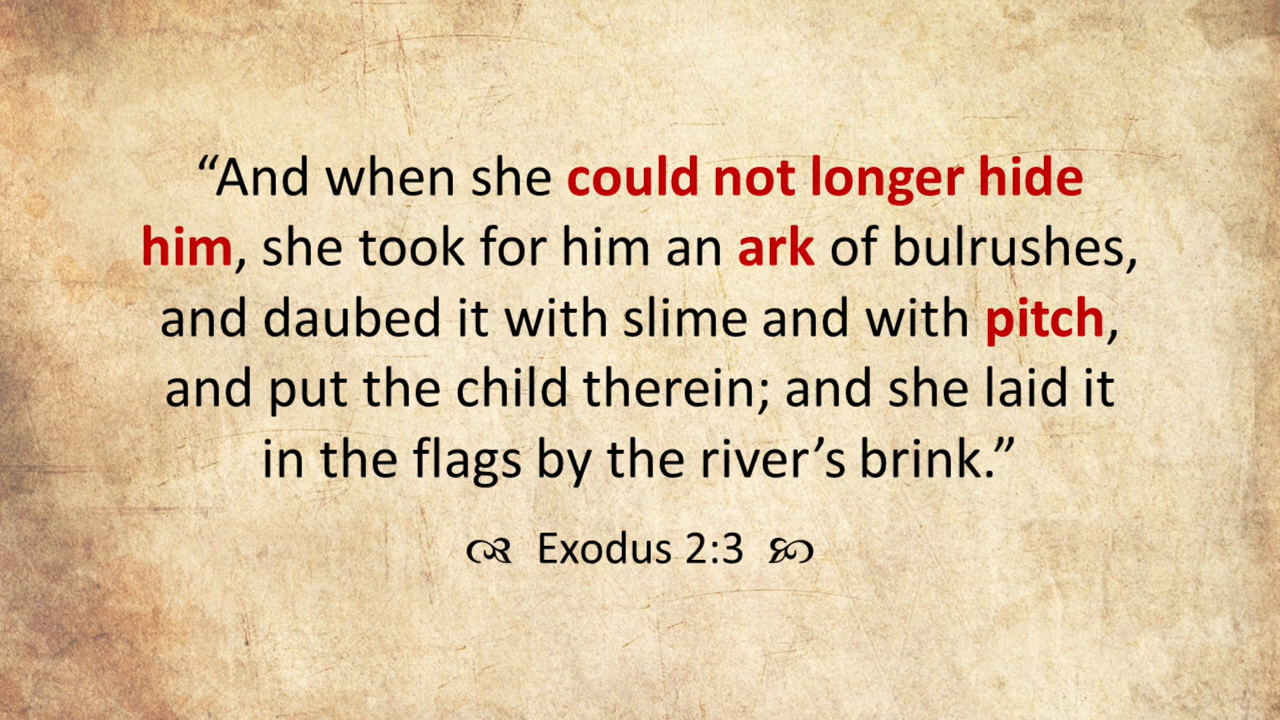 “And when she could not longer hide
him, she took for him an ark of bulrushes,
and daubed it with slime and with pitch,
and put the child therein; and she laid it
in the flags by the river’s brink.”
Exodus 2:3